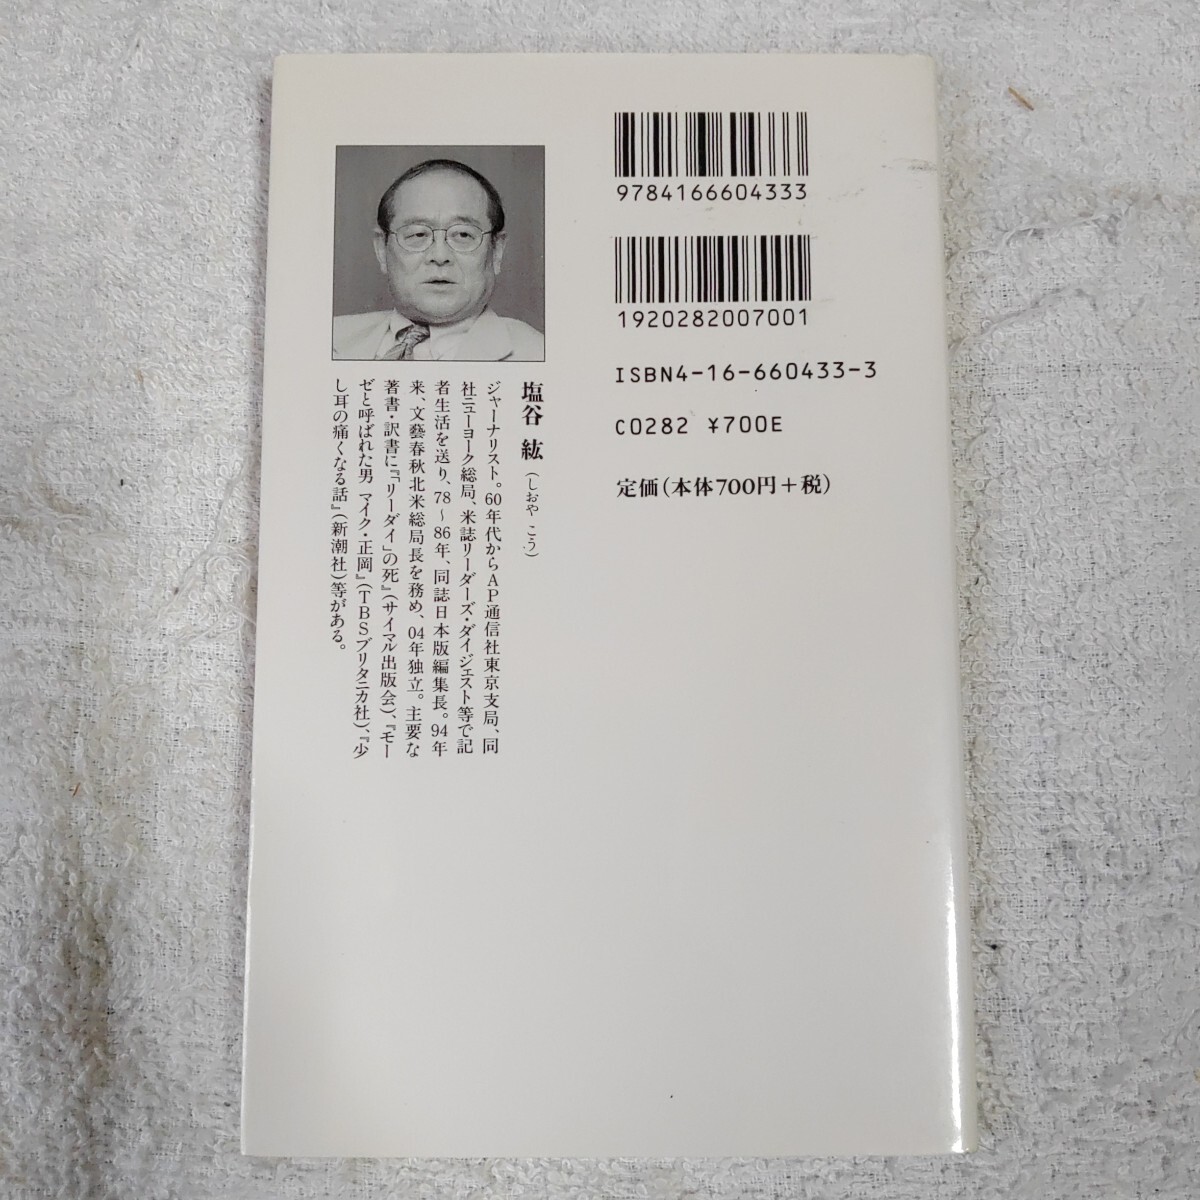 9784166604333
1920282007001
ISBN4-16-660433-3
C0282 ¥700E
定価(本体700円+税)
塩谷 紘(しおや こう)
ジャーナリスト。60年代からAP通信社東京支局、同
社ニューヨーク総局、米誌リーダーズ・ダイジェスト等で記
者生活を送り、78〜86年、同誌日本版編集長。94年
来、文藝春秋北米総局長を務め、04年独立。主要な
著書・訳書に『「リーダイ」の死』(サイマル出版会)、『モー
ゼと呼ばれた男 マイク・正岡』(TBSブリタニカ社)、『少
し耳の痛くなる話』(新潮社)等がある。